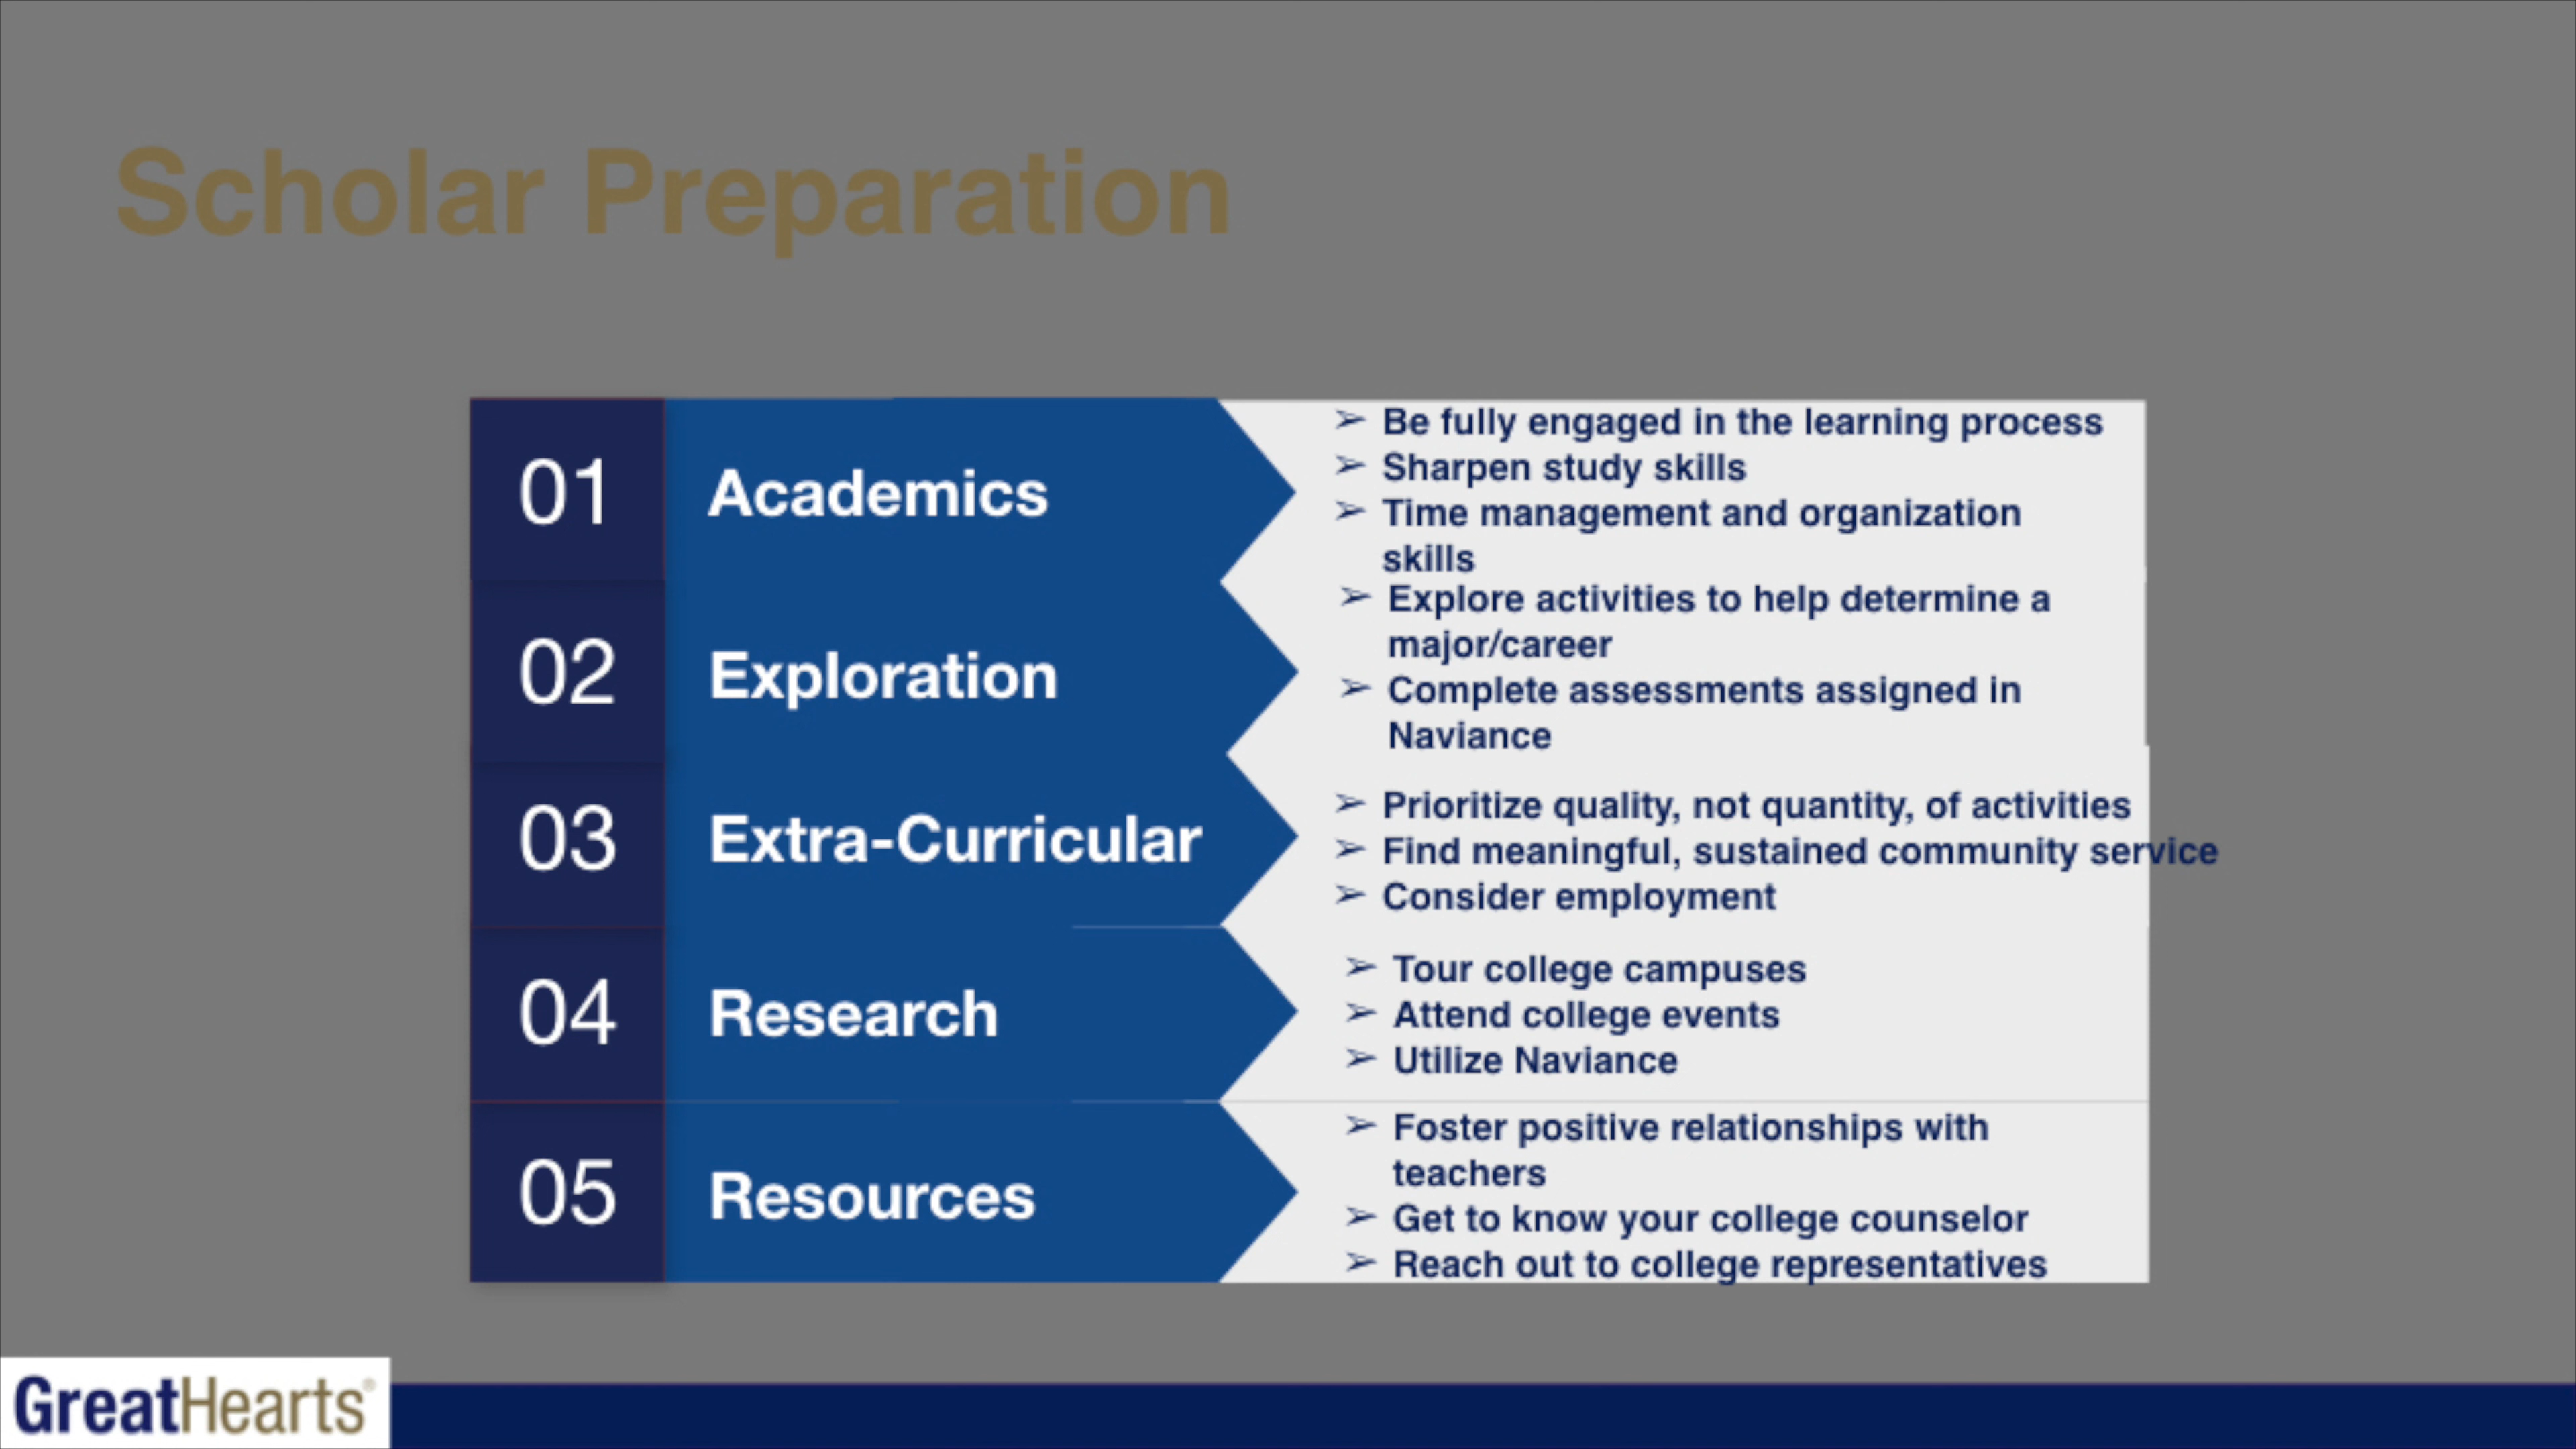 Scholar Preparation
01
Academics
➢ Be fully engaged in the learning process
➢ Sharpen study skills
➢ Time management and organization
skills
02
Exploration
➢ Explore activities to help determine a
major/career
➢ Complete assessments assigned in
Naviance
03
Extra-Curricular
➢ Prioritize quality, not quantity, of activities
➢ Find meaningful, sustained community service
➢ Consider employment
04
Research
➢ Tour college campuses
➢ Attend college events
➢ Utilize Naviance
05
Resources
➢ Foster positive relationships with
teachers
➢ Get to know your college counselor
➢ Reach out to college representatives
GreatHearts®